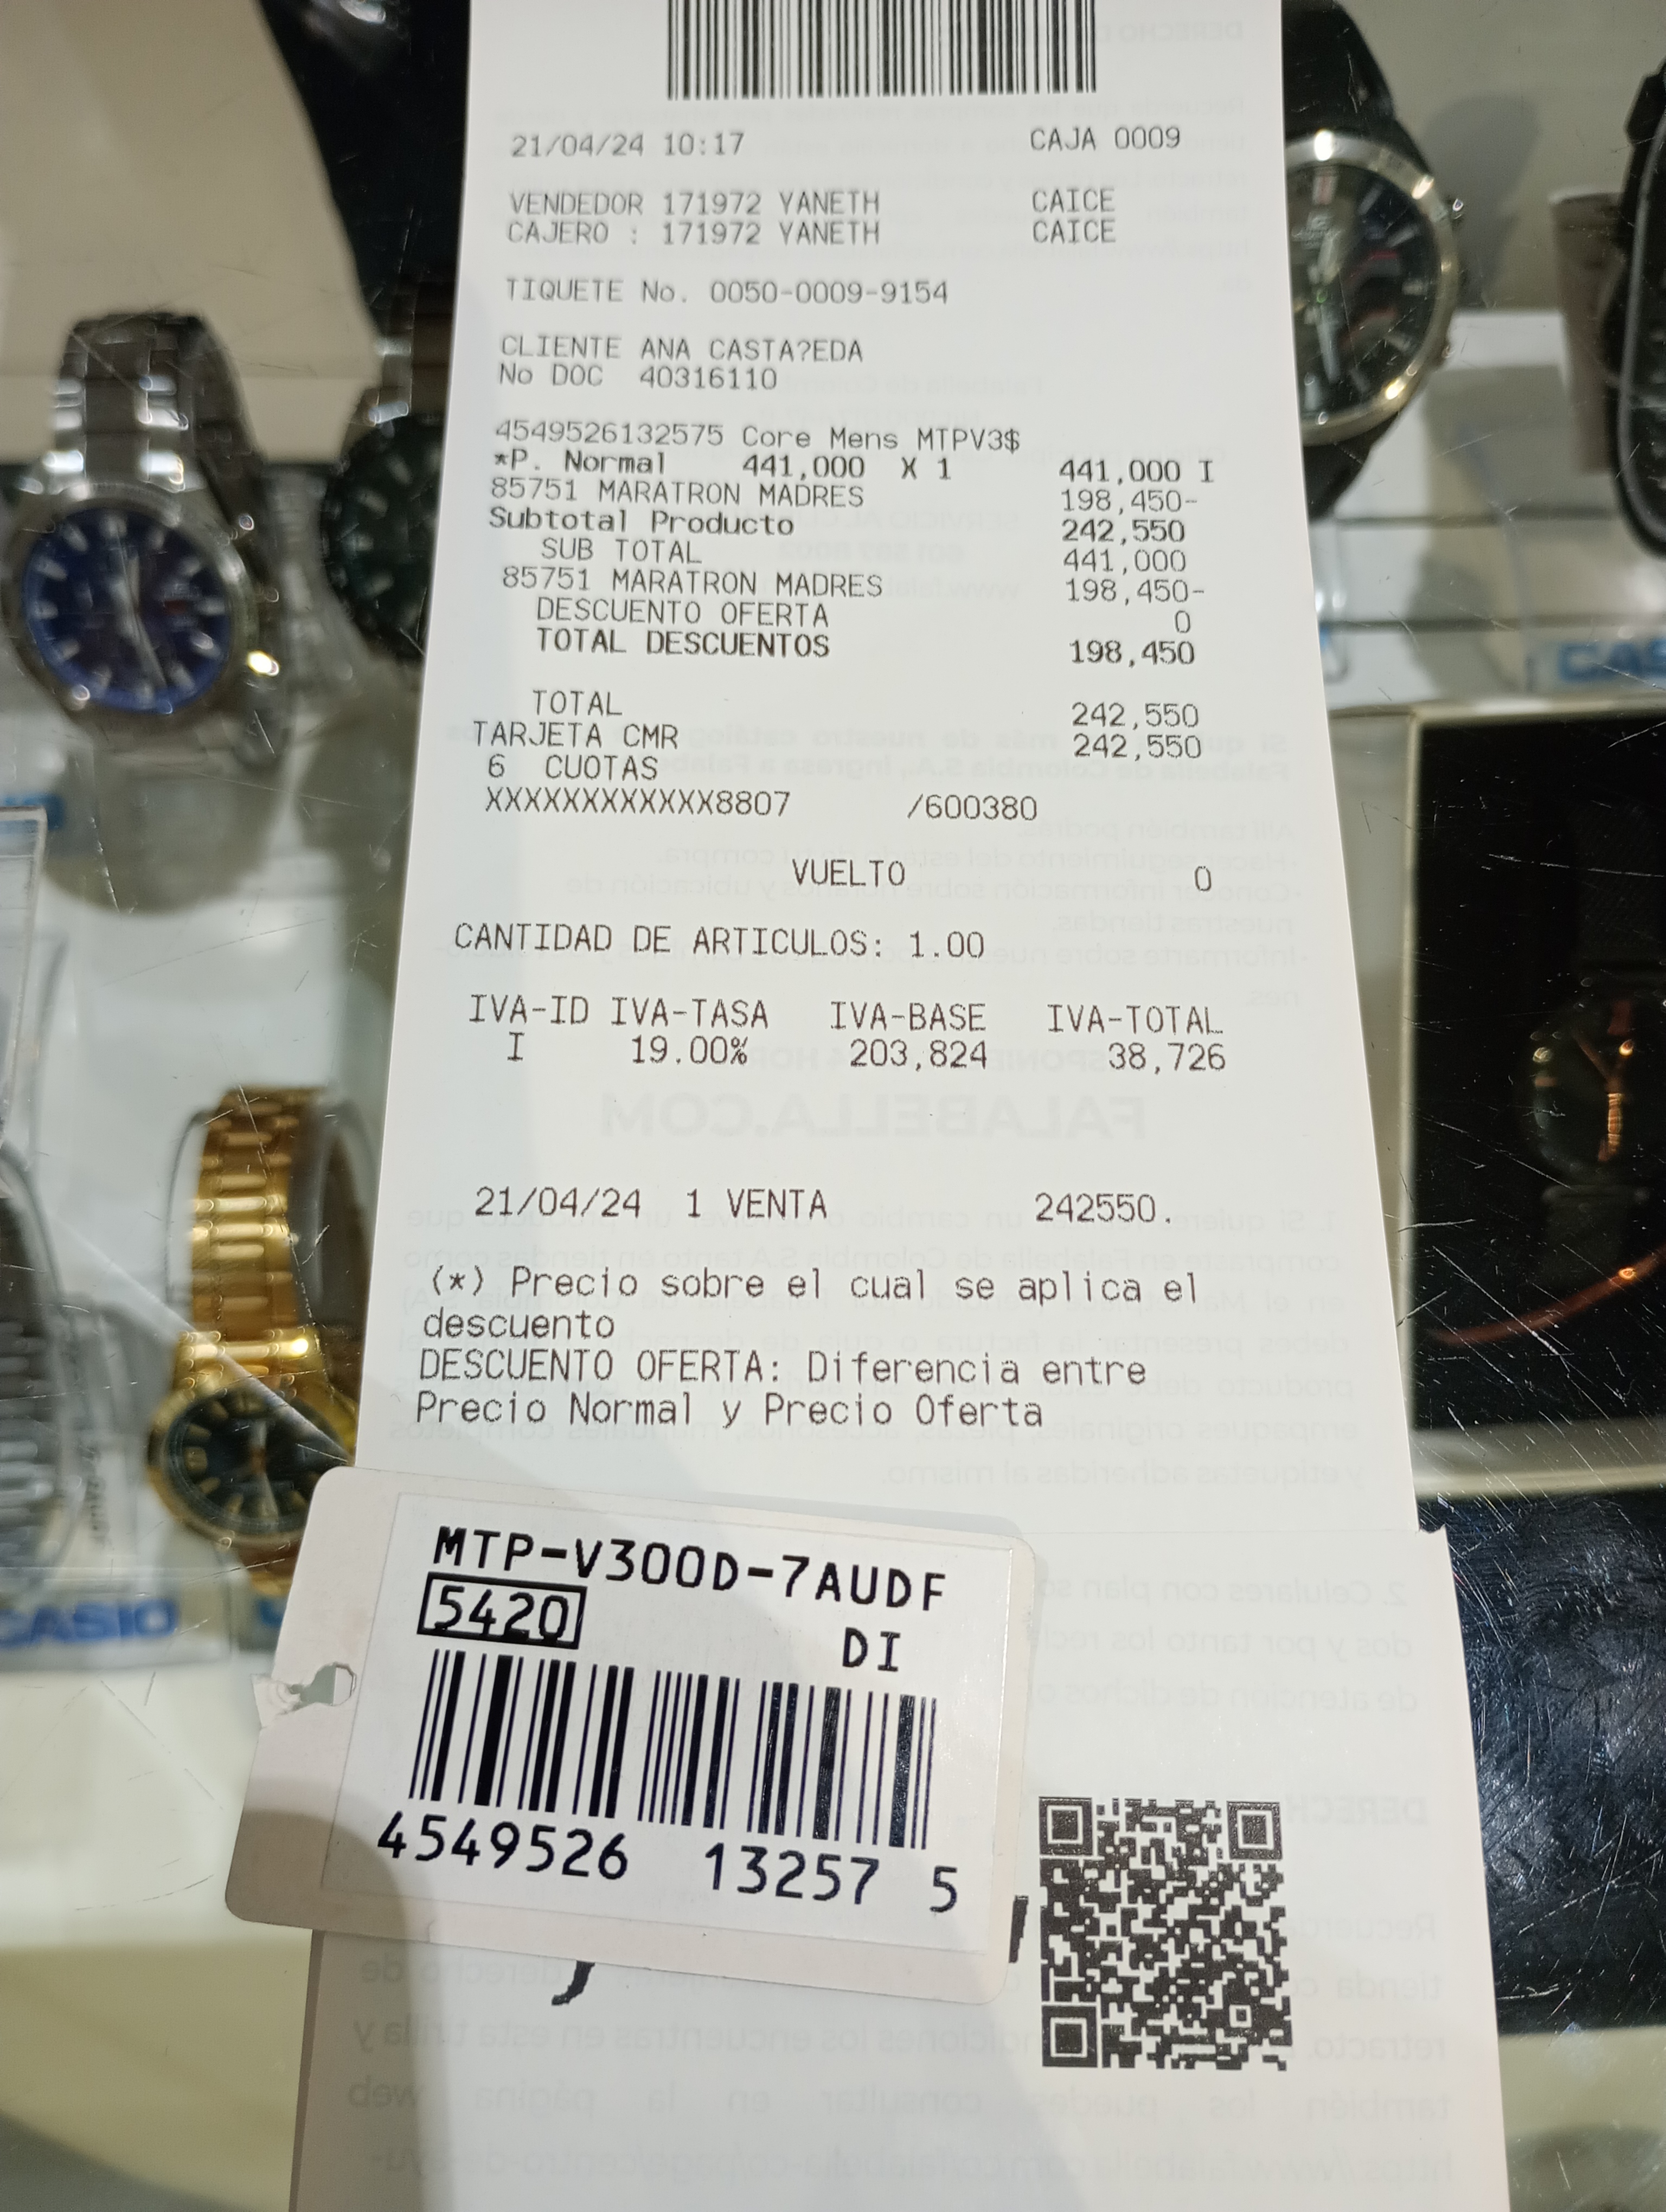 21/04/24 10:17 CAJA 0009
VENDEDOR 171972 YANETH CAICE
CAJERO : 171972 YANETH CAICE
TIQUETE No. 0050-0009-9154
CLIENTE ANA CASTA?EDA
No DOC 40316110
4549526132575 Core Mens MTPV3$
*P. Normal 441,000 X 1 441,000 I
85751 MARATRON MADRES 198,450-
Subtotal Producto 242,550
SUB TOTAL 441,000
85751 MARATRON MADRES 198,450-
DESCUENTO OFERTA 0
TOTAL DESCUENTOS 198,450
TOTAL 242,550
TARJETA CMR 242,550
6 CUOTAS
XXXXXXXXXXXX8807 /600380
VUELTO 0
CANTIDAD DE ARTICULOS: 1.00
IVA-ID IVA-TASA IVA-BASE IVA-TOTAL
I 19.00% 203,824 38,726
FALABELLA.COM
21/04/24 1 VENTA 242550.
(*) Precio sobre el cual se aplica el
descuento
DESCUENTO OFERTA: Diferencia entre
Precio Normal y Precio Oferta
MTP-V300D-7AUDF
5420
DI
4549526 13257 5
CASIO